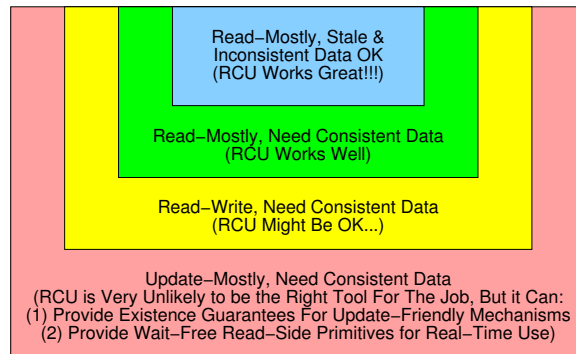 Read−Mostly, Stale &
Inconsistent Data OK
(RCU Works Great!!!)
Read−Mostly, Need Consistent Data
(RCU Works Well)
Read−Write, Need Consistent Data
(RCU Might Be OK...)
Update−Mostly, Need Consistent Data
(RCU is Very Unlikely to be the Right Tool For The Job, But it Can:
(1) Provide Existence Guarantees For Update−Friendly Mechanisms
(2) Provide Wait−Free Read−Side Primitives for Real−Time Use)